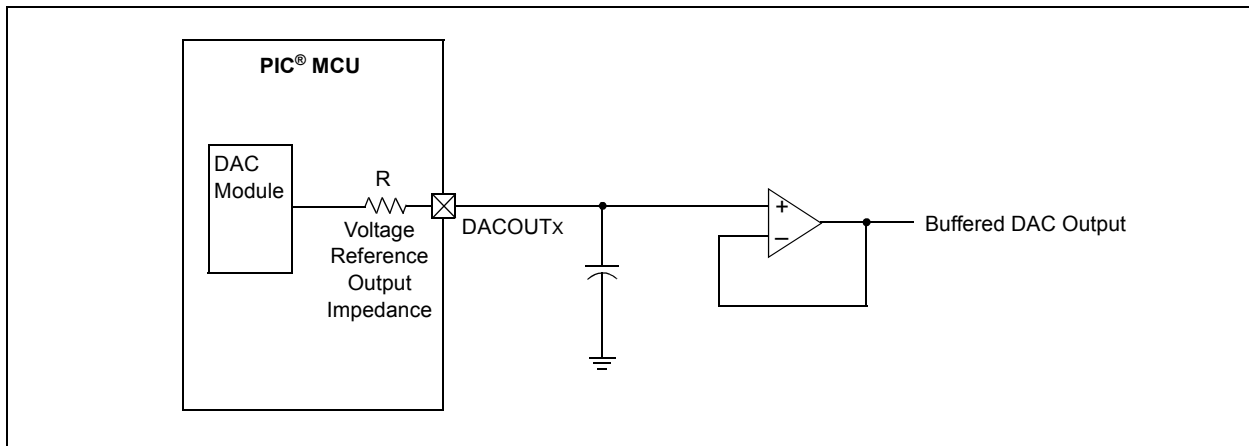 PIC® MCU
DAC
Module
R
Voltage
Reference
Output
Impedance
DACOUTX
+
–
Buffered DAC Output